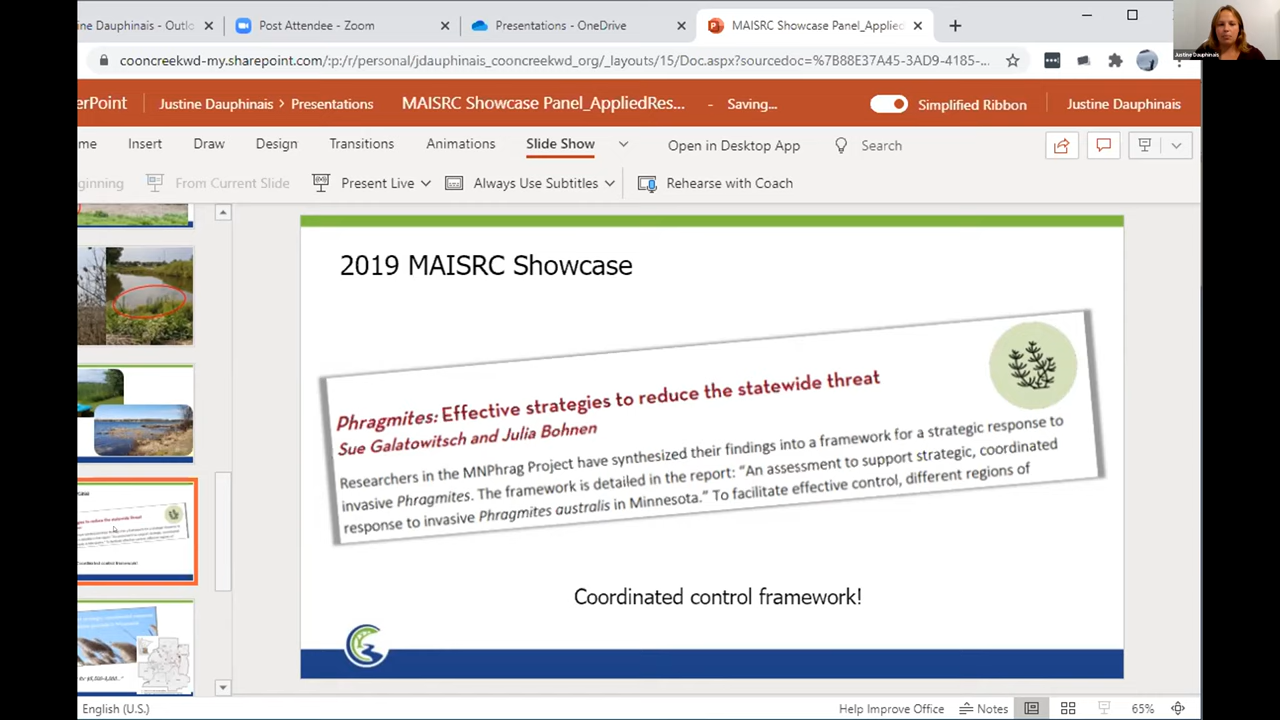 ine Dauphinais - Outlo
Post Attendee - Zoom
Presentations - OneDrive
MAISRC Showcase Panel_Applied
Justine Dauphinais
cooncreekwd-my.sharepoint.com/:p:/r/personal/jdauphinais_cooncreekwd_org/_layouts/15/Doc.aspx?sourcedoc=%7B88E37A45-3AD9-4185-...
erPoint
Justine Dauphinais > Presentations
MAISRC Showcase Panel_AppliedRes...
- Saving...
Simplified Ribbon
Justine Dauphinais
me
Insert
Draw
Design
Transitions
Animations
Slide Show
Open in Desktop App
Search
ginning
From Current Slide
Present Live
Always Use Subtitles
Rehearse with Coach
2019 MAISRC Showcase
Phragmites: Effective strategies to reduce the statewide threat
Sue Galatowitsch and Julia Bohnen
Researchers in the MNPhrag Project have synthesized their findings into a framework for a strategic response to
invasive Phragmites. The framework is detailed in the report: "An assessment to support strategic, coordinated
response to invasive Phragmites australis in Minnesota." To facilitate effective control, different regions of
Coordinated control framework!
English (U.S.)
Help Improve Office
Notes
65%